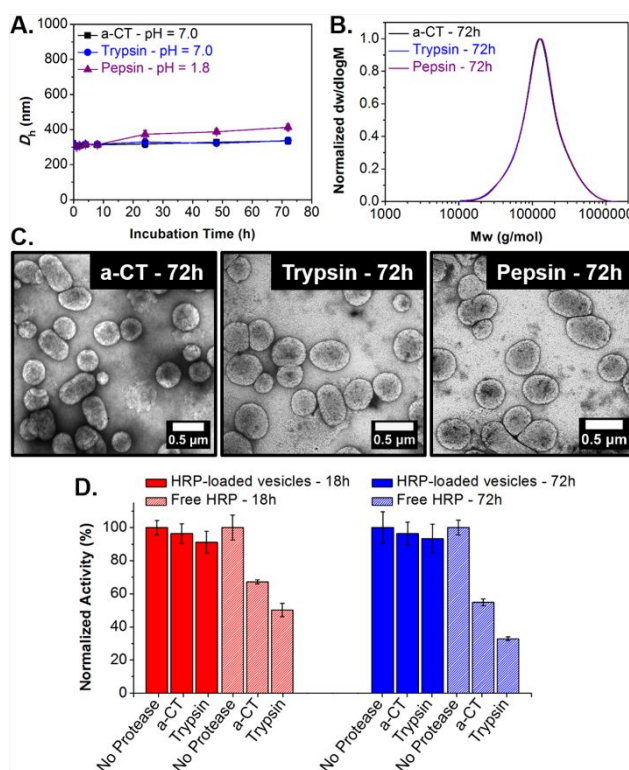 A.
a-CT - pH = 7.0
Trypsin - pH = 7.0
Pepsin - pH = 1.8
Dh (nm)
1000
800
600
400
200
0
0 10 20 30 40 50 60 70 80
Incubation Time (h)
B.
a-CT - 72h
Trypsin - 72h
Pepsin - 72h
Normalized dw/dlogM
1.0
0.8
0.6
0.4
0.2
0.0
1000 10000 100000 1000000
Mw (g/mol)
C.
a-CT - 72h
0.5 µm
Trypsin - 72h
0.5 µm
Pepsin - 72h
0.5 µm
D.
HRP-loaded vesicles - 18h
Free HRP - 18h
HRP-loaded vesicles - 72h
Free HRP - 72h
Normalized Activity (%)
100
80
60
40
20
0
No Protease
a-CT
Trypsin
No Protease
a-CT
Trypsin
No Protease
a-CT
Trypsin
No Protease
a-CT
Trypsin